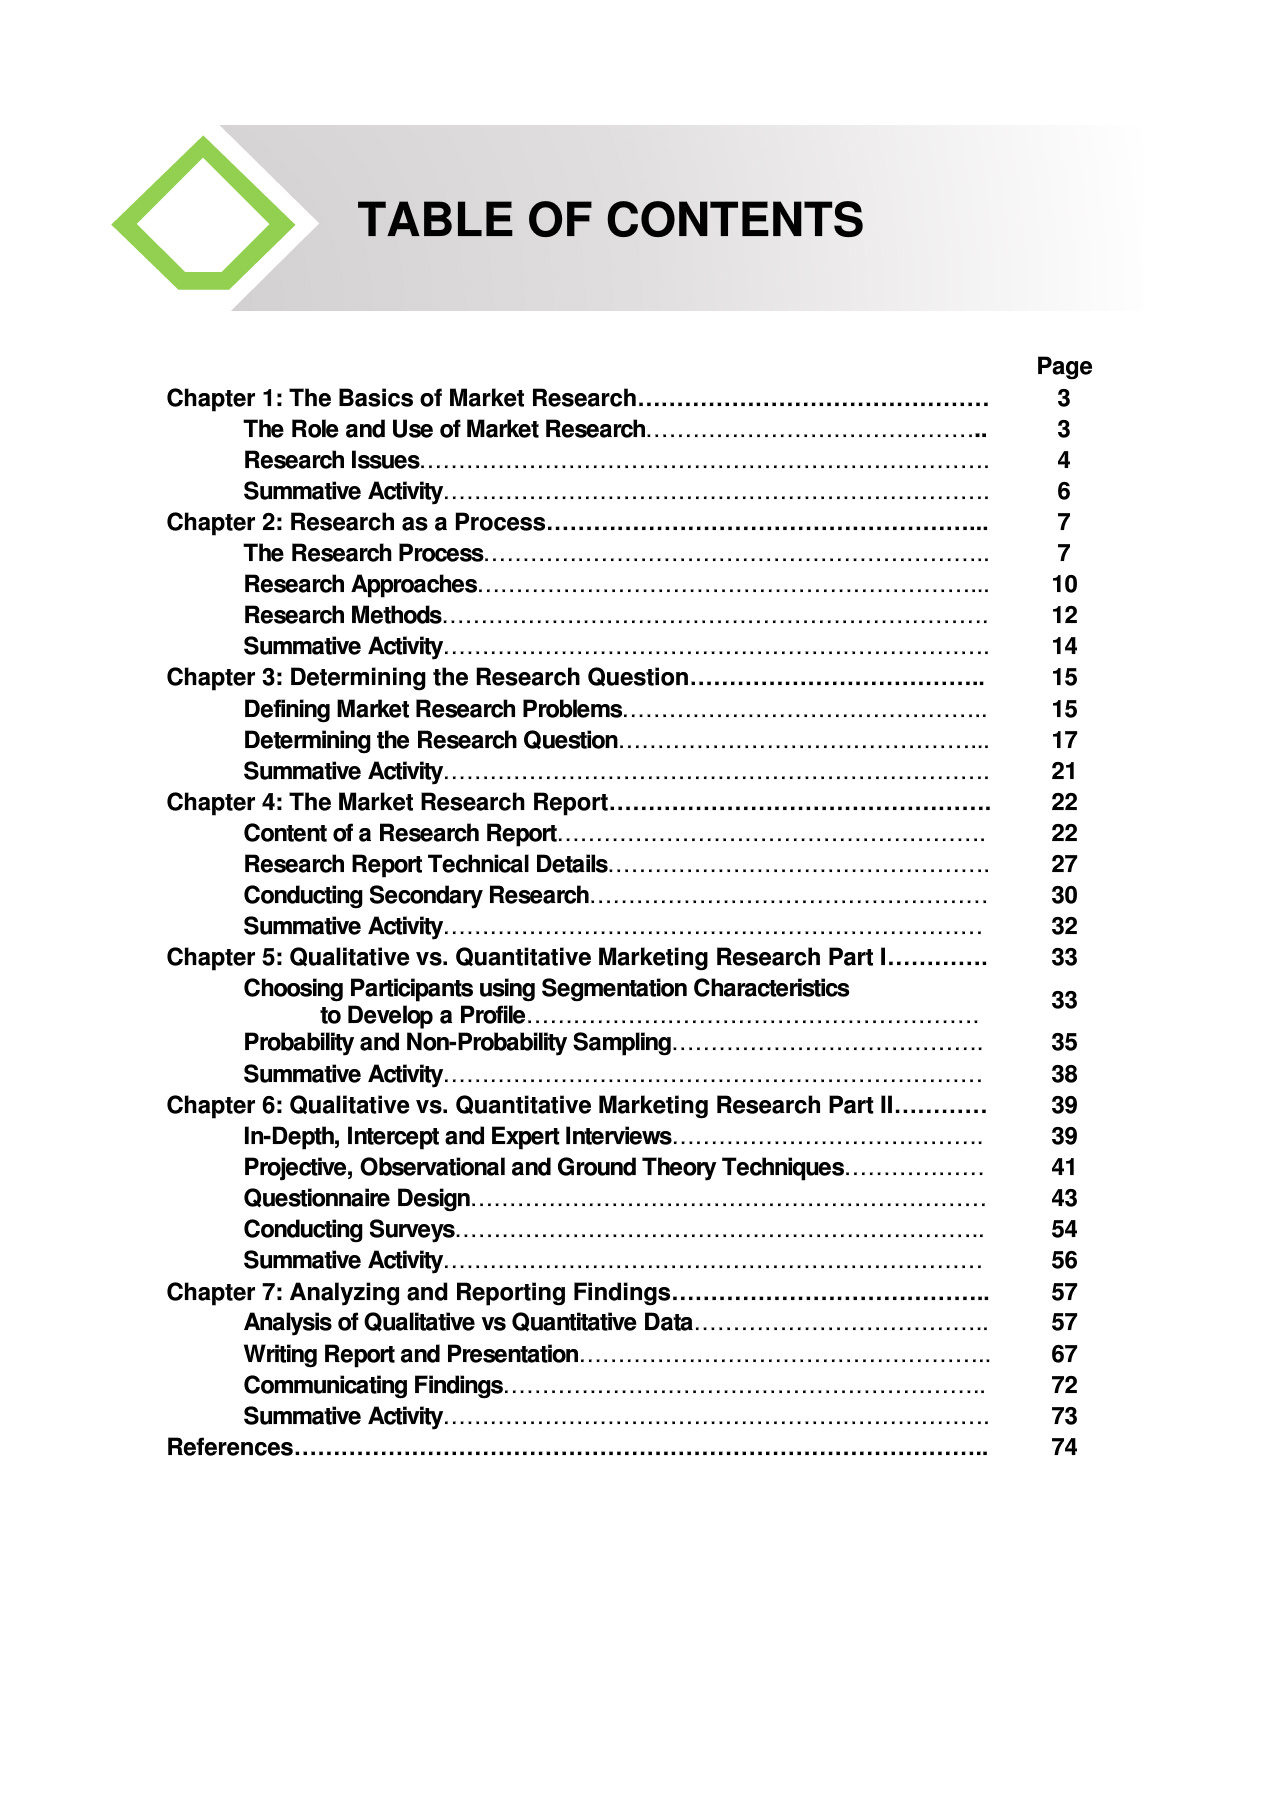 TABLE OF CONTENTS
Page
Chapter 1: The Basics of Market Research……………………………………… 3
The Role and Use of Market Research…………………………………….. 3
Research Issues………………………………………………………………. 4
Summative Activity……………………………………………………………. 6
Chapter 2: Research as a Process………………………………………………... 7
The Research Process……………………………………………………….. 7
Research Approaches………………………………………………………... 10
Research Methods……………………………………………………………. 12
Summative Activity……………………………………………………………. 14
Chapter 3: Determining the Research Question……………………………….. 15
Defining Market Research Problems……………………………………….. 15
Determining the Research Question………………………………………... 17
Summative Activity……………………………………………………………. 21
Chapter 4: The Market Research Report…………………………………………. 22
Content of a Research Report………………………………………………. 22
Research Report Technical Details…………………………………………. 27
Conducting Secondary Research…………………………………………… 30
Summative Activity…………………………………………………………… 32
Chapter 5: Qualitative vs. Quantitative Marketing Research Part I…………. 33
Choosing Participants using Segmentation Characteristics
to Develop a Profile………………………………………………… 33
Probability and Non-Probability Sampling…………………………………. 35
Summative Activity…………………………………………………………… 38
Chapter 6: Qualitative vs. Quantitative Marketing Research Part II………… 39
In-Depth, Intercept and Expert Interviews…………………………………. 39
Projective, Observational and Ground Theory Techniques……………… 41
Questionnaire Design………………………………………………………… 43
Conducting Surveys………………………………………………………….. 54
Summative Activity…………………………………………………………… 56
Chapter 7: Analyzing and Reporting Findings………………………………….. 57
Analysis of Qualitative vs Quantitative Data……………………………….. 57
Writing Report and Presentation…………………………………………….. 67
Communicating Findings…………………………………………………….. 72
Summative Activity……………………………………………………………. 73
References…………………………………………………………………………….. 74